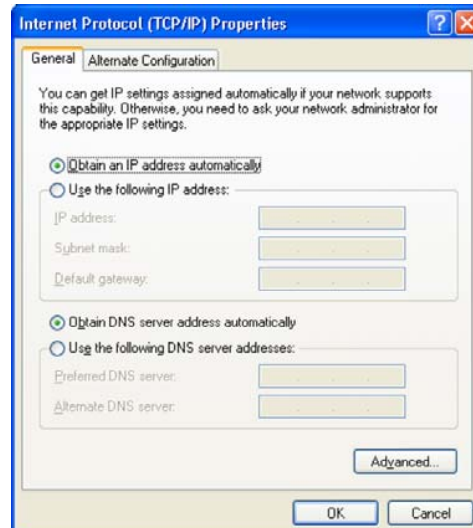 Internet Protocol (TCP/IP) Properties
General
Alternate Configuration
You can get IP settings assigned automatically if your network supports
this capability. Otherwise, you need to ask your network administrator for
the appropriate IP settings.
Obtain an IP address automatically
Use the following IP address:
IP address:
Subnet mask:
Default gateway:
Obtain DNS server address automatically
Use the following DNS server addresses:
Preferred DNS server:
Alternate DNS server:
Advanced...
OK
Cancel